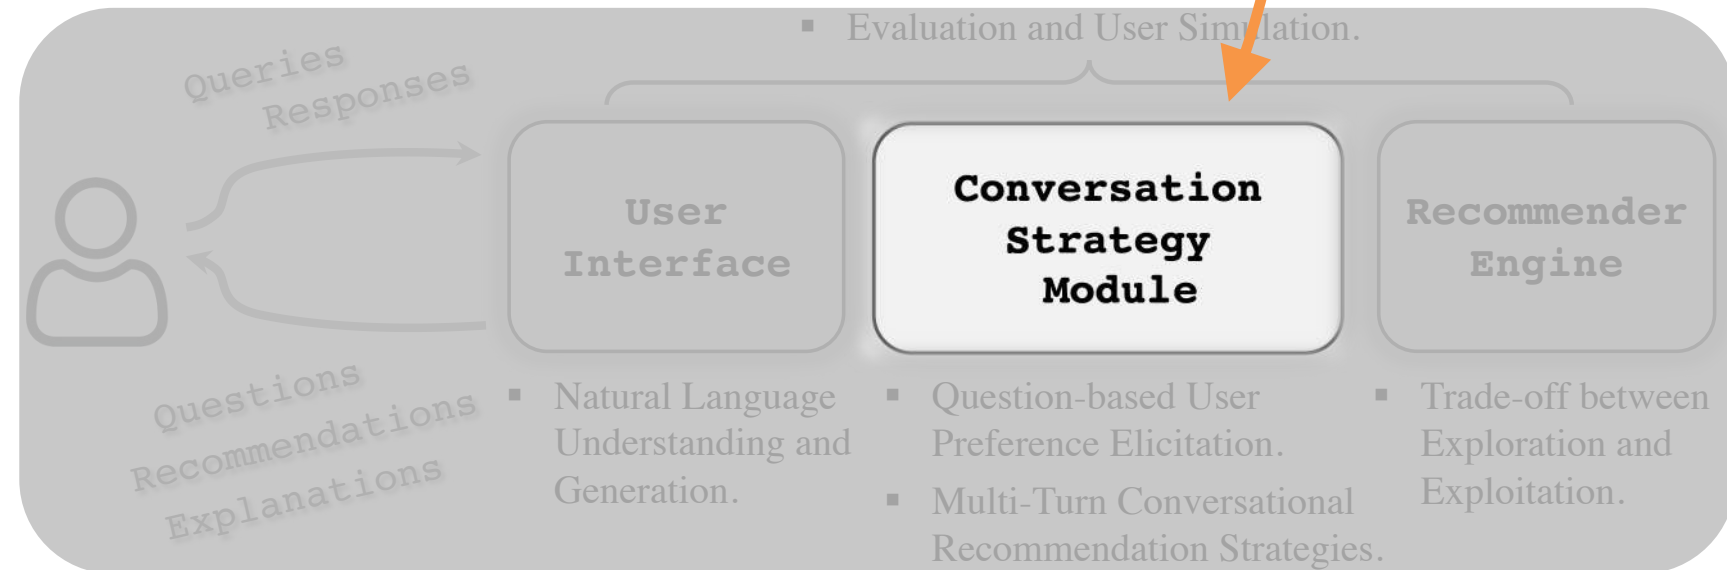 ▪ Evaluation and User Simulation.
Queries
Responses
User
Interface
Conversation
Strategy
Module
Recommender
Engine
Questions
Recommendations
Explanations
▪ Natural Language
Understanding and
Generation.
▪ Question-based User
Preference Elicitation.
▪ Multi-Turn Conversational
Recommendation Strategies.
▪ Trade-off between
Exploration and
Exploitation.